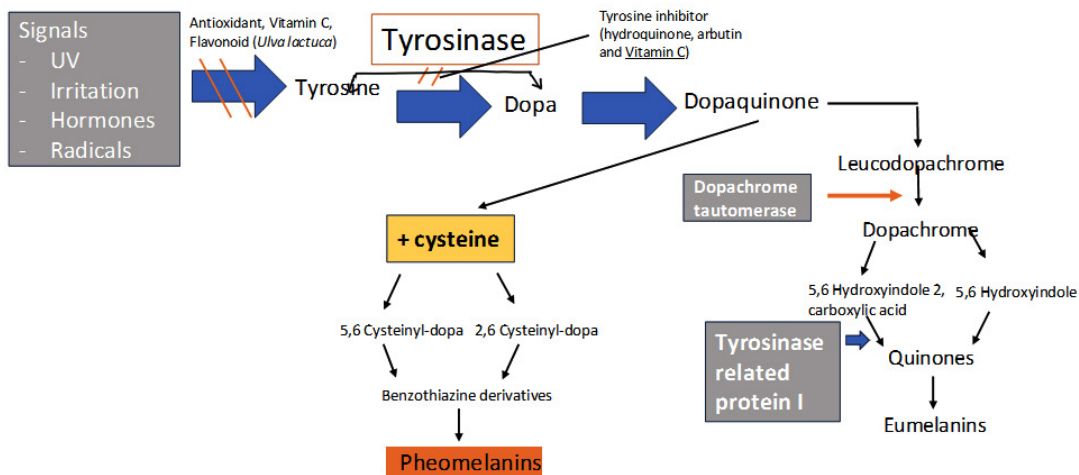 Signals
- UV
- Irritation
- Hormones
- Radicals
Antioxidant, Vitamin C,
Flavonoid (Ulva lactuca)
Tyrosinase
Tyrosine inhibitor
(hydroquinone, arbutin
and Vitamin C)
Tyrosine
Dopa
Dopaquinone
Leucodopachrome
Dopachrome
tautomerase
Dopachrome
+ cysteine
5,6 Hydroxyindole 2,
carboxylic acid
5,6 Hydroxyindole
5,6 Cysteinyl-dopa
2,6 Cysteinyl-dopa
Tyrosinase
related
protein I
Quinones
Benzothiazine derivatives
Eumelanins
Pheomelanins